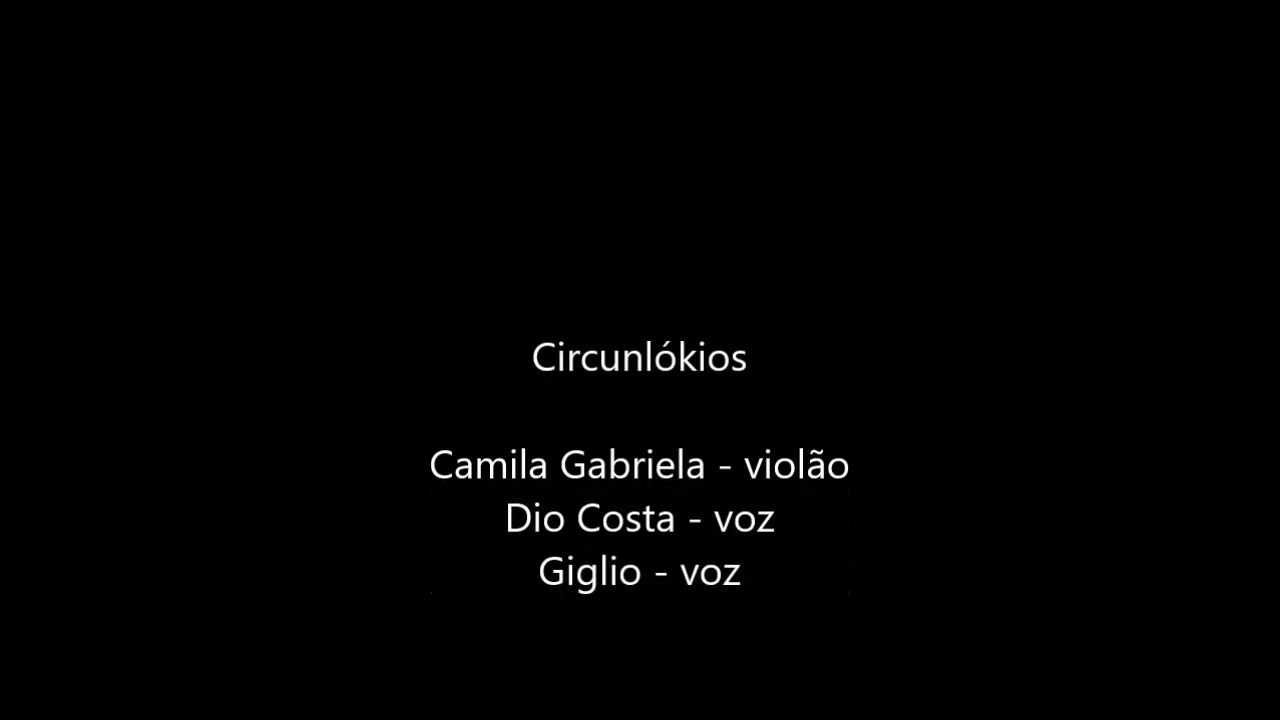 Circunlókios
Camila Gabriela - violão
Dio Costa - voz
Giglio - voz